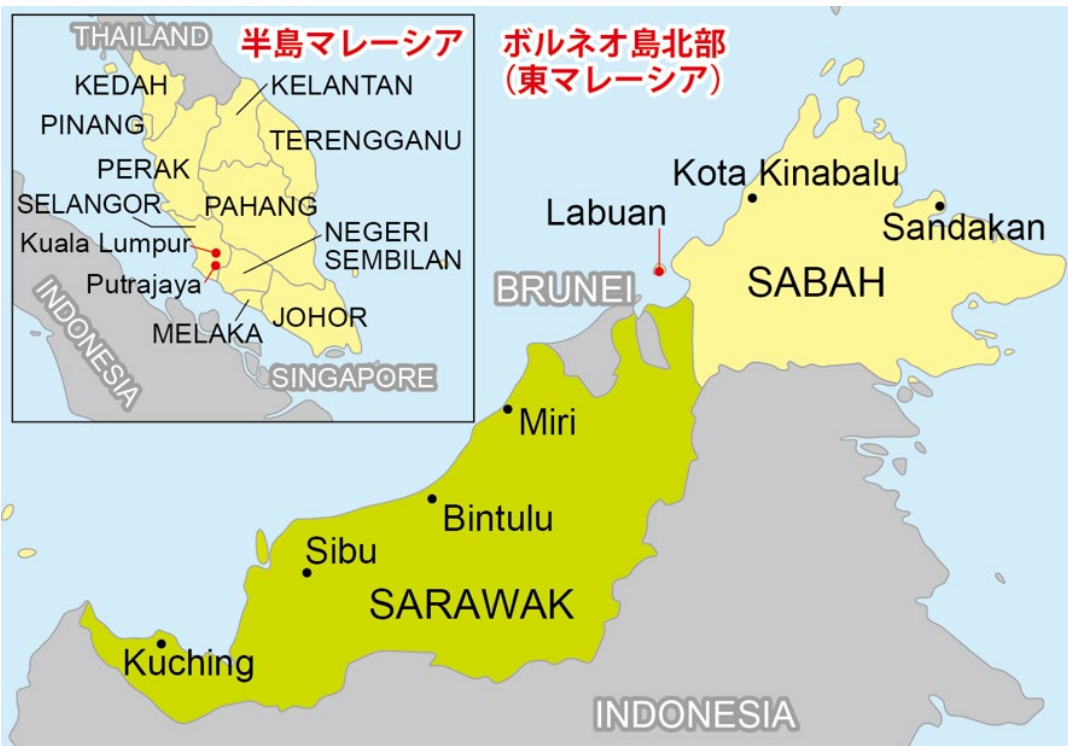 THAILAND
半島マレーシア
KEDAH
KELANTAN
PINANG
TERENGGANU
PERAK
SELANGOR
PAHANG
Kuala Lumpur
NEGERI
SEMBILAN
Putrajaya
MELAKA
JOHOR
INDONESIA
SINGAPORE
ボルネオ島北部
（東マレーシア）
Kota Kinabalu
Labuan
Sandakan
BRUNEI
SABAH
Miri
Bintulu
Sibu
SARAWAK
Kuching
INDONESIA